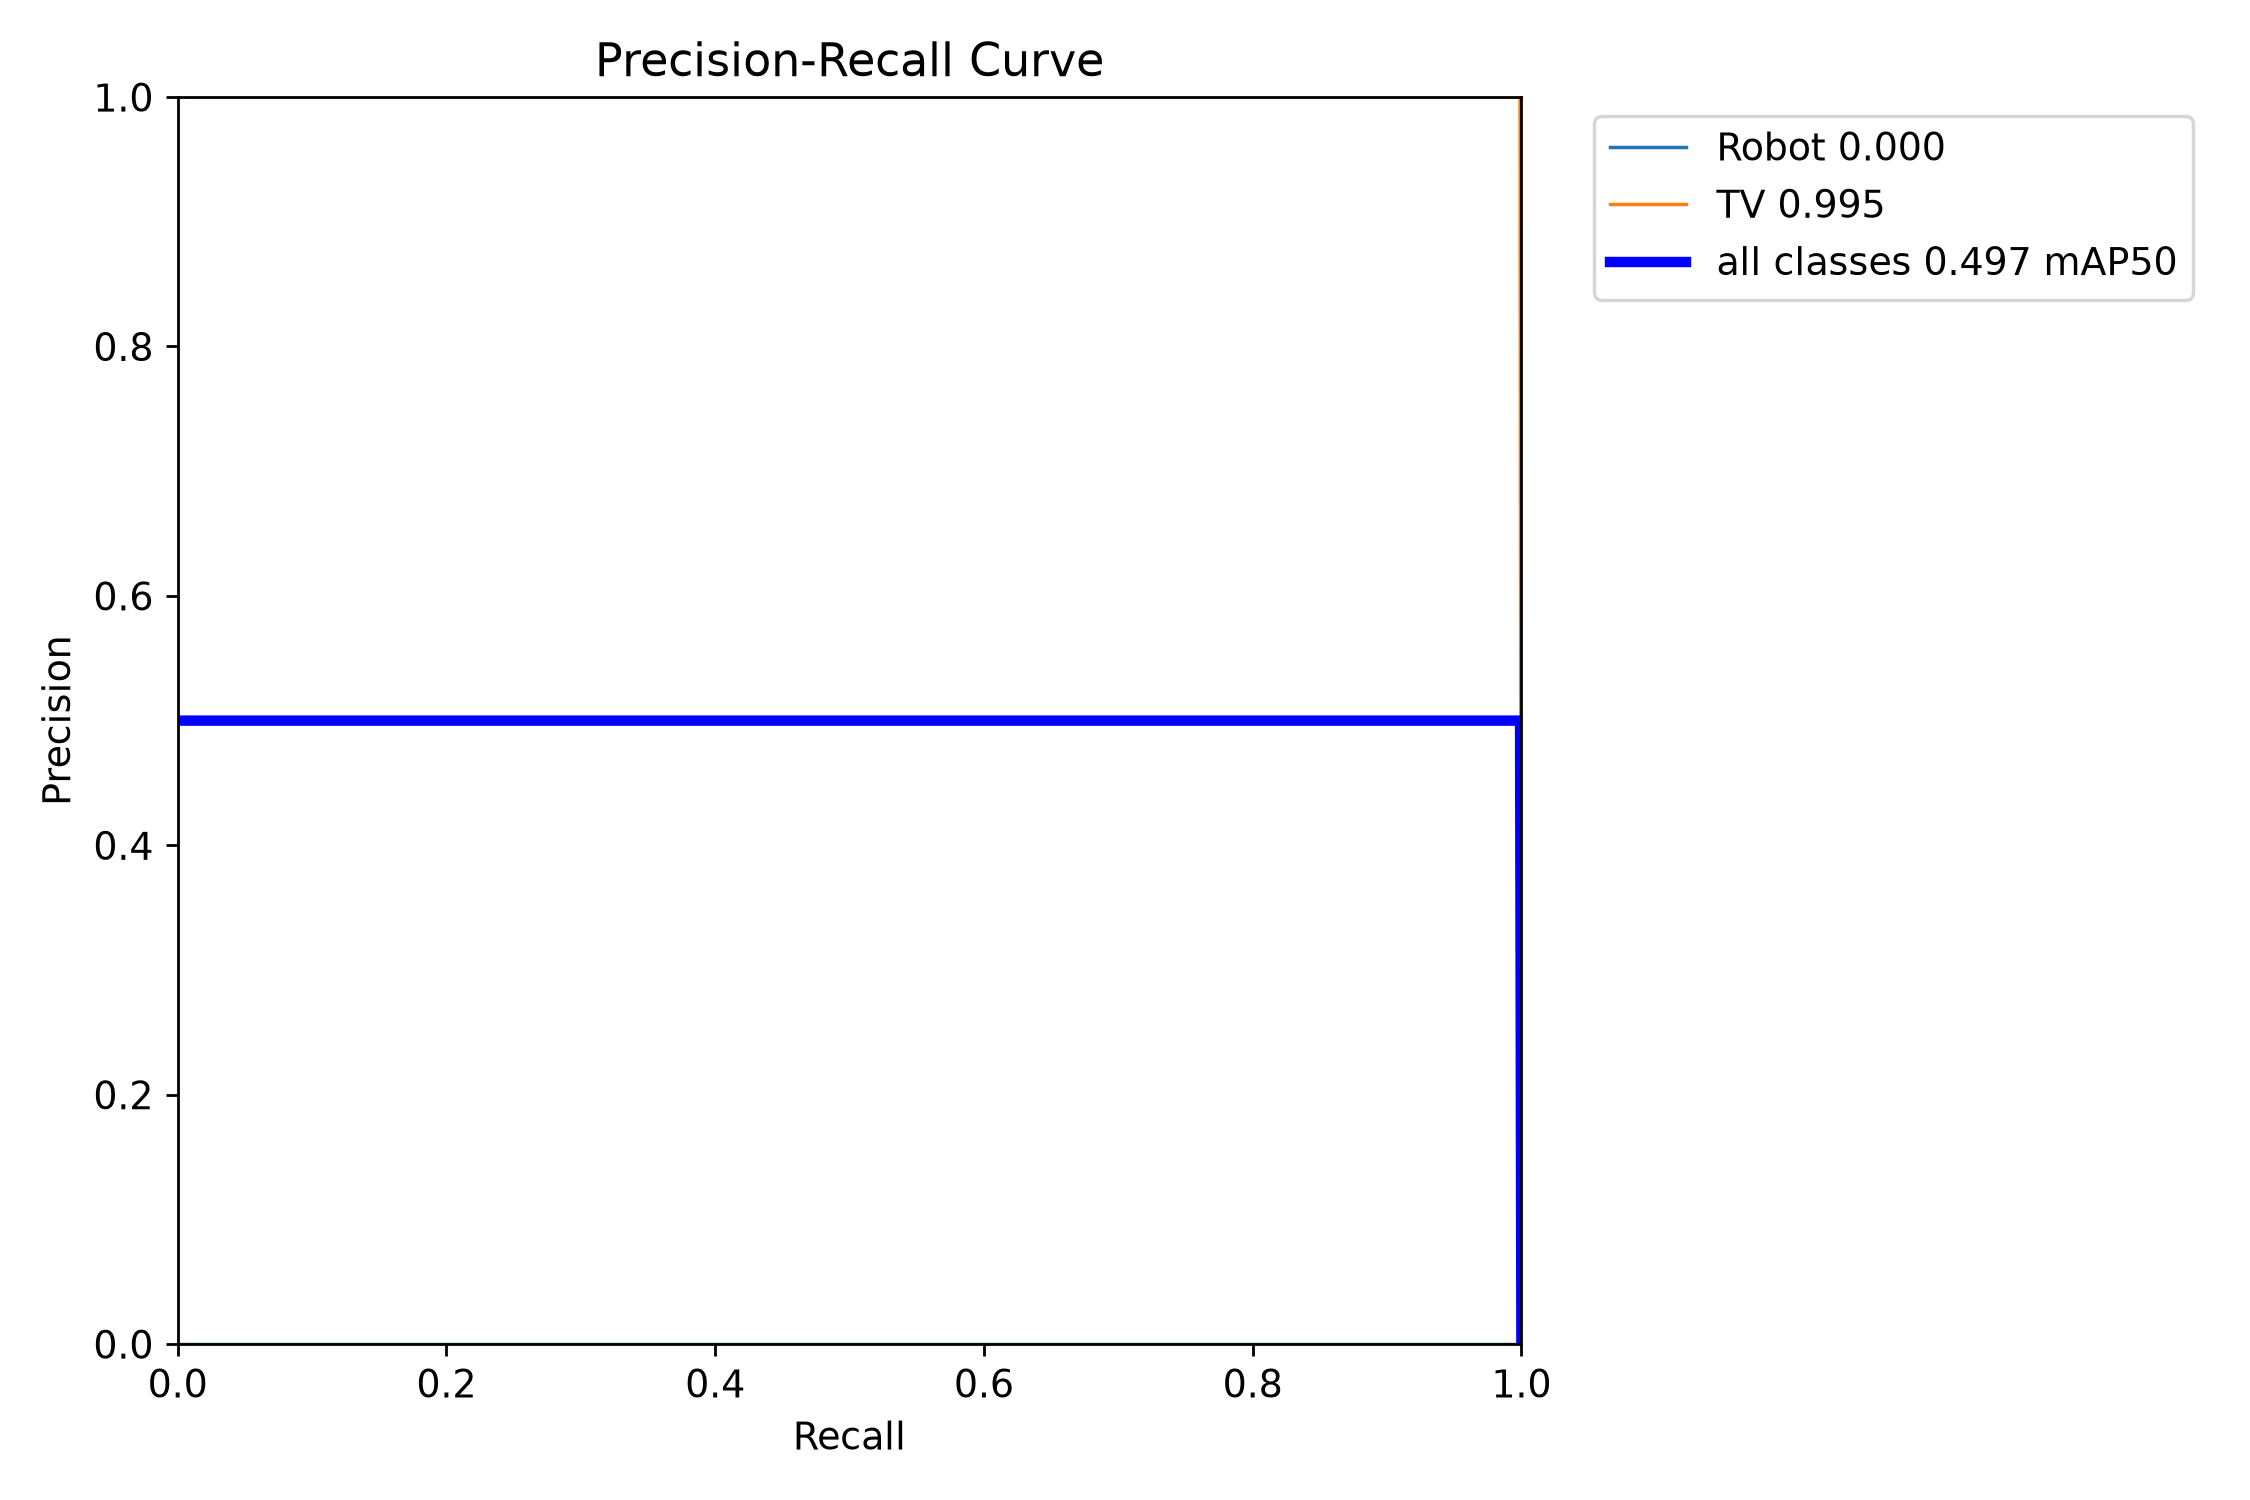 Precision-Recall Curve
1.0
0.8
0.6
0.4
0.2
0.0
Precision
0.0 0.2 0.4 0.6 0.8 1.0
Recall
Robot 0.000
TV 0.995
all classes 0.497 mAP50